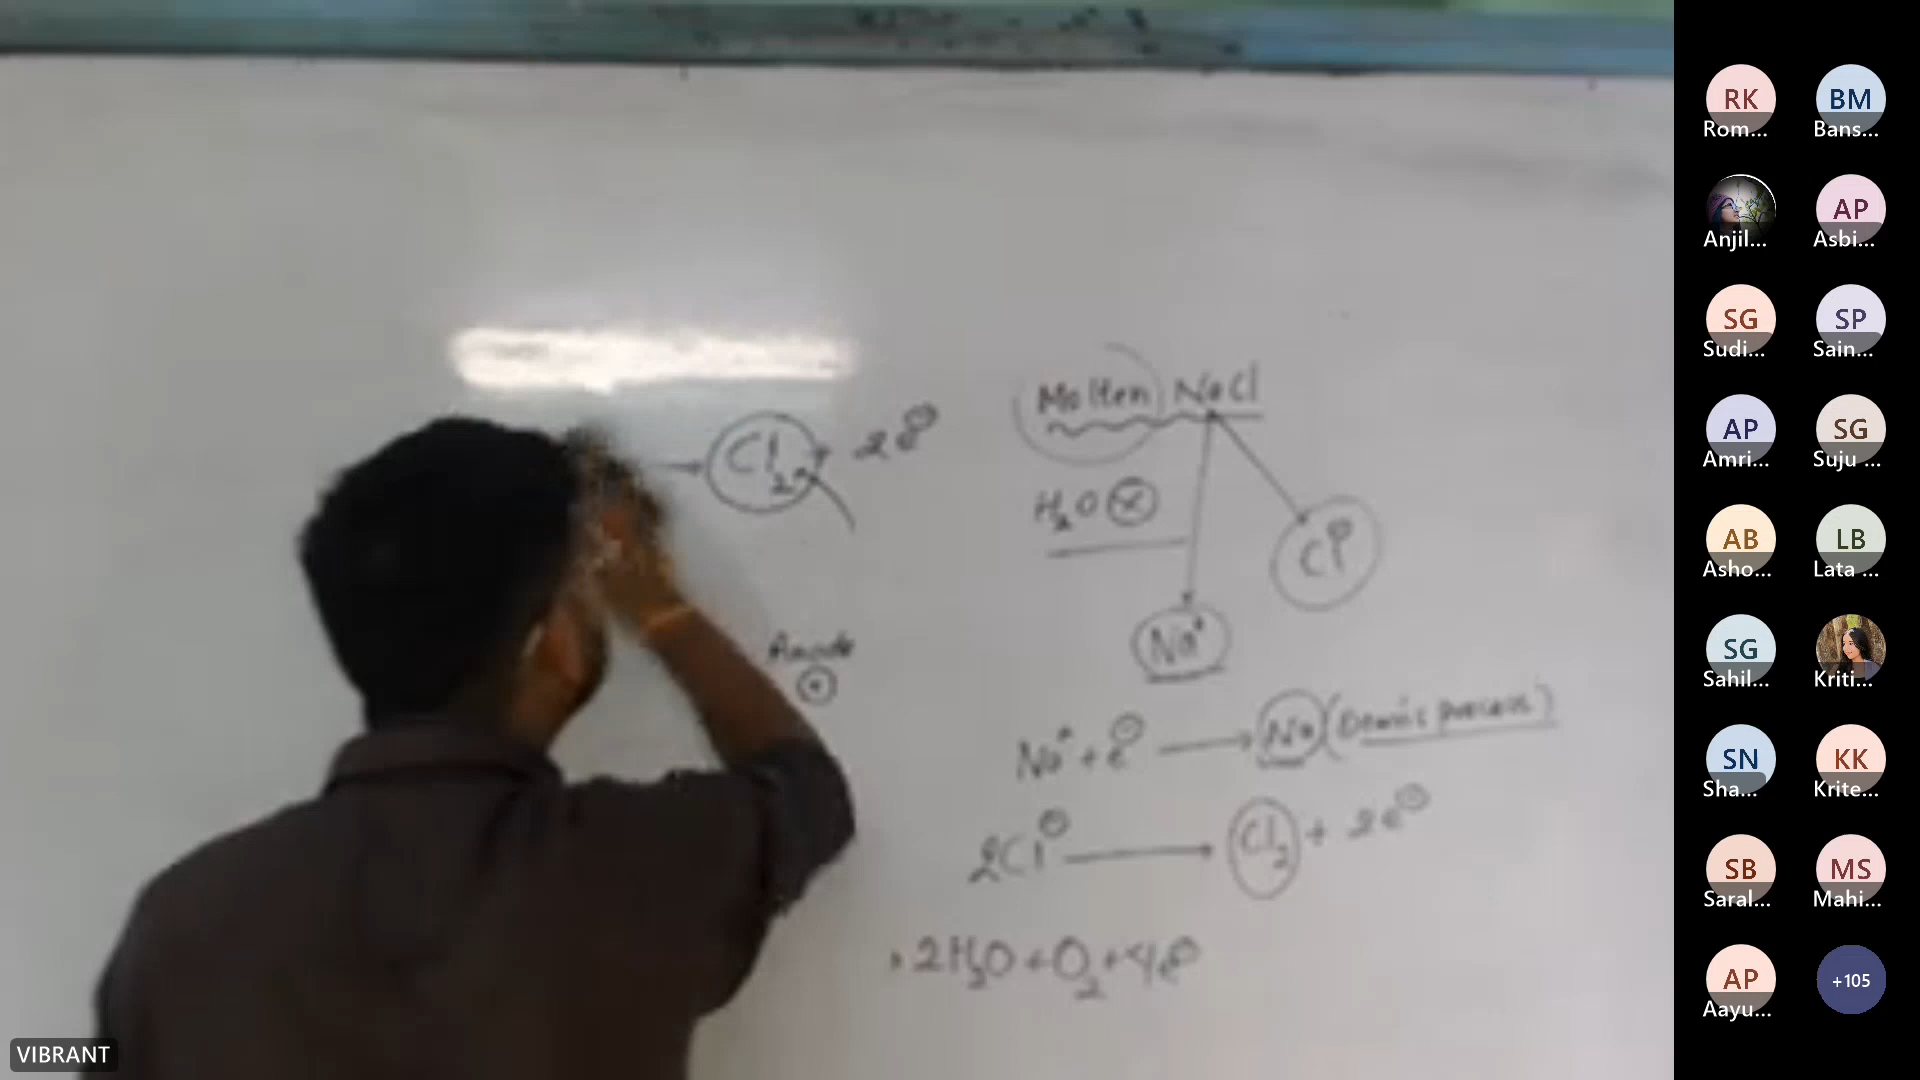 → Cl₂ + 2e⊖
Molten NaCl
H₂O ⊗
Cl⊖
Na⁺
Anode
Na⁺ + e⊖ → Na (Down's process)
2Cl⊖ → Cl₂ + 2e⊖
2H₂O + O₂ + 4e⊖
VIBRANT
RK
Rom...
BM
Bans...
Anjil...
AP
Asbi...
SG
Sudi...
SP
Sain...
AP
Amri...
SG
Suju ...
AB
Asho...
LB
Lata ...
SG
Sahil...
Kriti...
SN
Sha...
KK
Krite...
SB
Saral...
MS
Mahi...
AP
Aayu...
+105